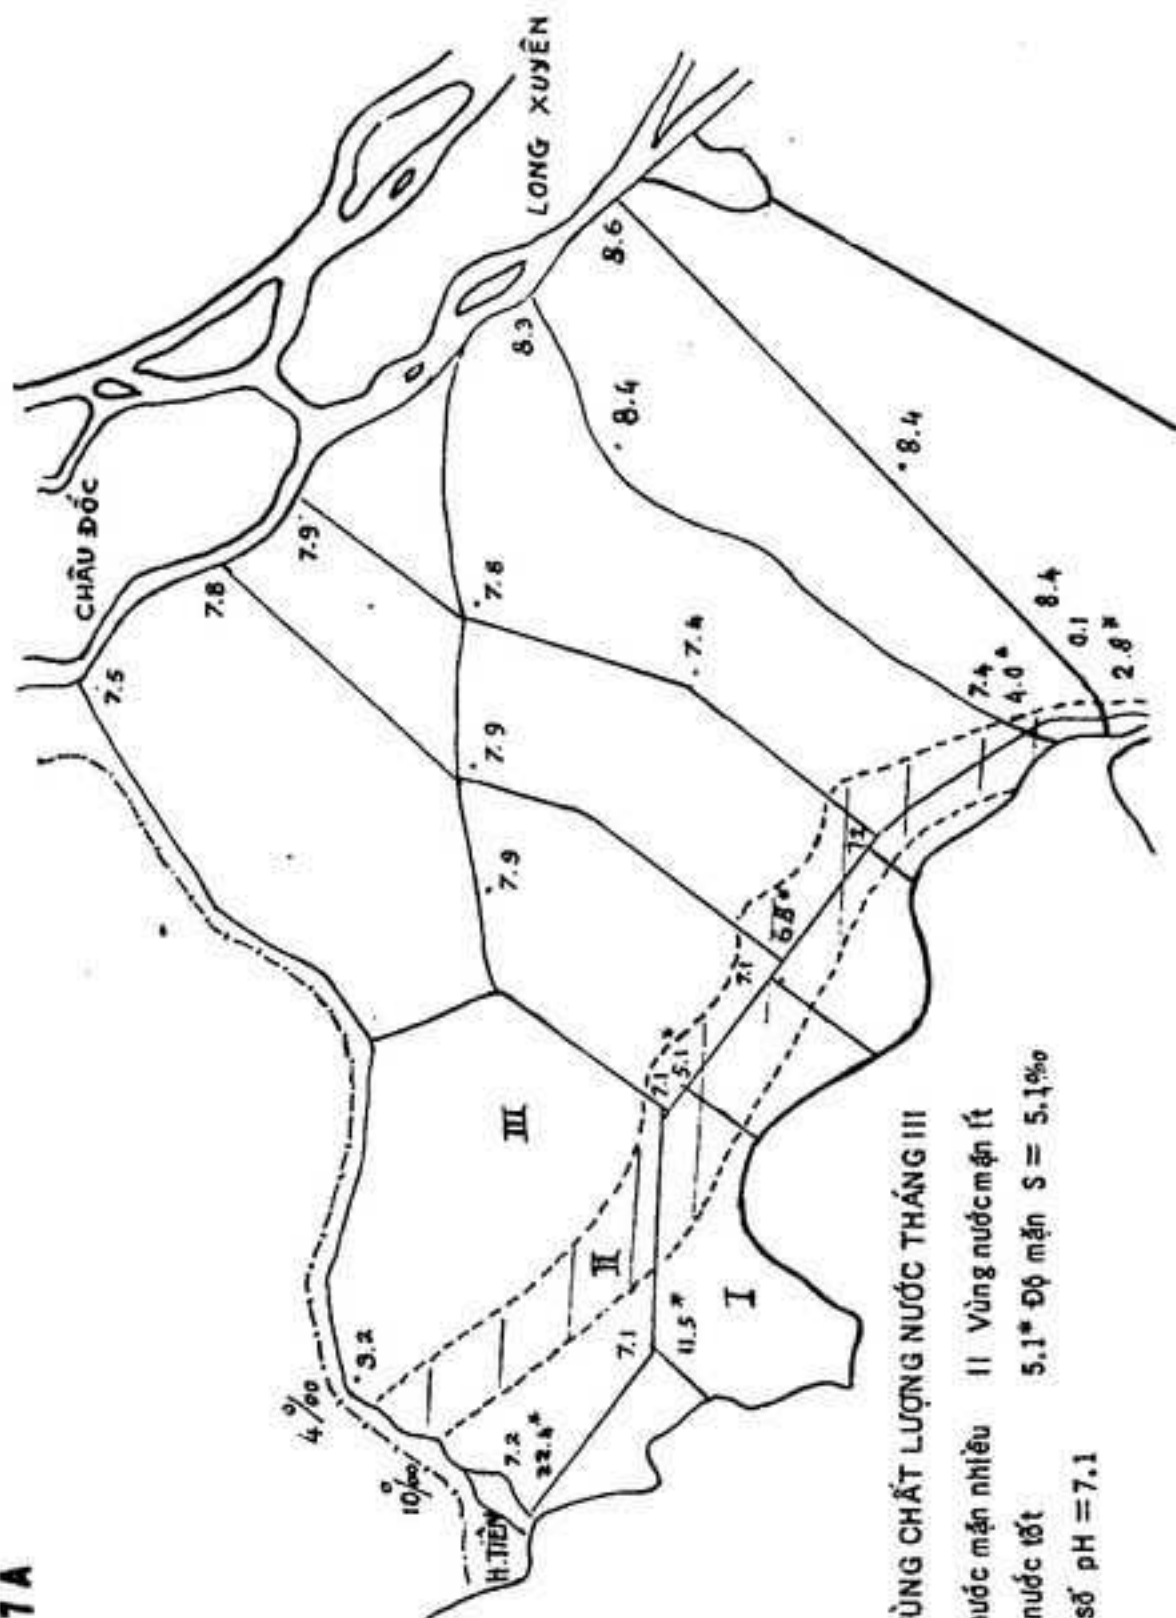 7A
CHÂU ĐỐC
LONG XUYÊN
7.5
7.8
7.9
8.3
8.6
7.8
8.4
7.9
7.9
7.4
8.4
III
3.2
4‰
10‰
II
7.1
5.1*
7.1
6.8*
7.2
7.4
4.0*
8.4
0.1
2.8*
H.TIÊN
7.2
22.4*
7.1
11.5*
I
ÙNG CHẤT LƯỢNG NƯỚC THÁNG III
ước mặn nhiều II Vùng nước mặn ít
nước tốt 5.1* Độ mặn S = 5.1‰
số pH = 7.1